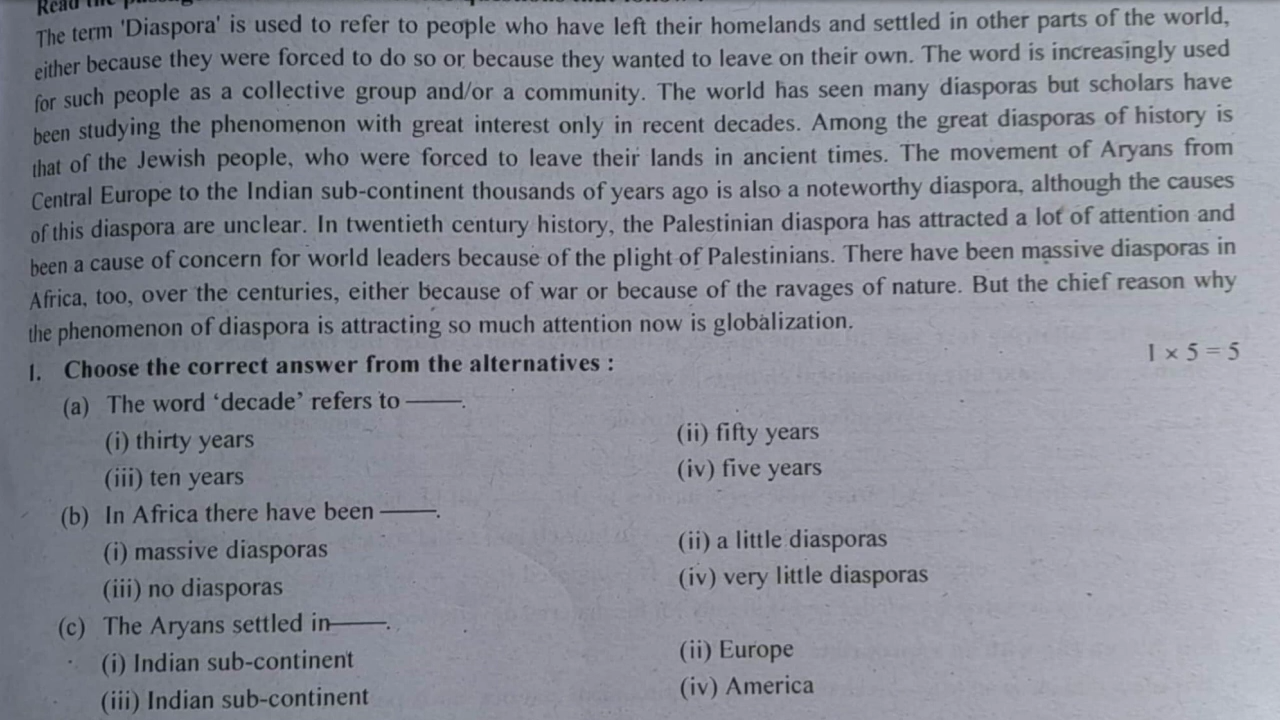 Read the
The term 'Diaspora' is used to refer to people who have left their homelands and settled in other parts of the world,
either because they were forced to do so or because they wanted to leave on their own. The word is increasingly used
for such people as a collective group and/or a community. The world has seen many diasporas but scholars have
been studying the phenomenon with great interest only in recent decades. Among the great diasporas of history is
that of the Jewish people, who were forced to leave their lands in ancient times. The movement of Aryans from
Central Europe to the Indian sub-continent thousands of years ago is also a noteworthy diaspora, although the causes
of this diaspora are unclear. In twentieth century history, the Palestinian diaspora has attracted a lot of attention and
been a cause of concern for world leaders because of the plight of Palestinians. There have been massive diasporas in
Africa, too, over the centuries, either because of war or because of the ravages of nature. But the chief reason why
the phenomenon of diaspora is attracting so much attention now is globalization.
1. Choose the correct answer from the alternatives : 1 × 5 = 5
(a) The word ‘decade’ refers to ——.
(i) thirty years (ii) fifty years
(iii) ten years (iv) five years
(b) In Africa there have been ——.
(i) massive diasporas (ii) a little diasporas
(iii) no diasporas (iv) very little diasporas
(c) The Aryans settled in ——.
(i) Indian sub-continent (ii) Europe
(iii) Indian sub-continent (iv) America